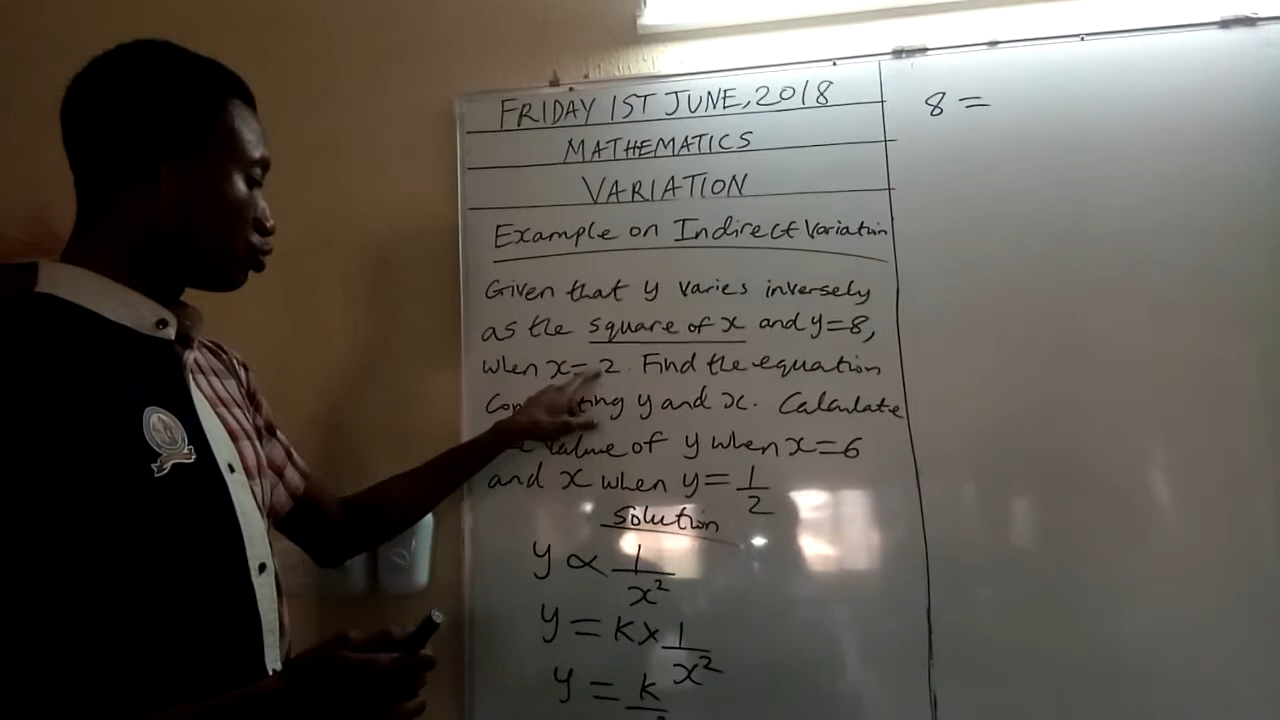 FRIDAY 1ST JUNE, 2018
MATHEMATICS
VARIATION
Example on Indirect Variation
Given that y varies inversely
as the square of x and y=8,
when x=2. Find the equation
y and x. Calculate
value of y when x=6
and x when y=1/2
Solution
y ∝ 1/x²
y = k x 1/x²
y = k
8 =